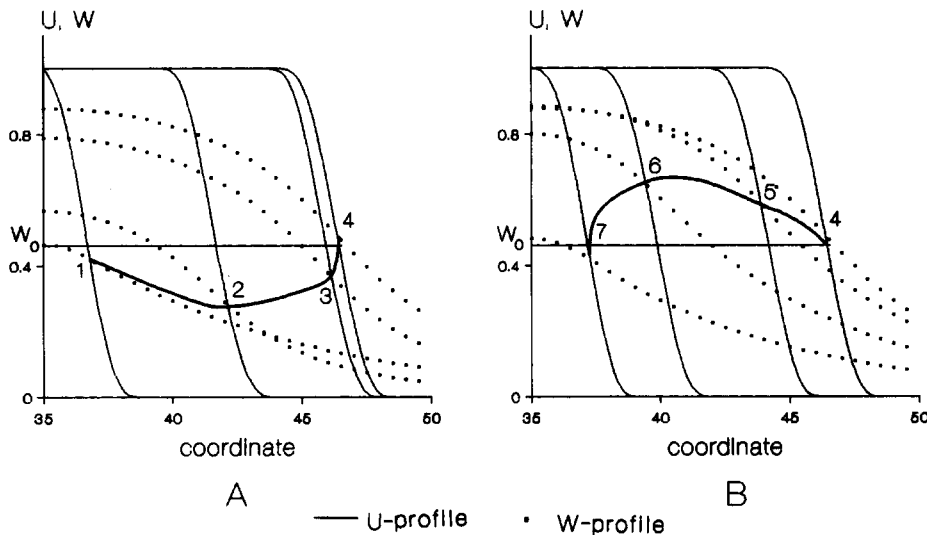 U, W U, W
0.8 0.8
6
5
4 4
W₀ W₀
7
0.4 1 0.4
2 3
0 0
35 40 45 50 35 40 45 50
coordinate coordinate
A B
U-profile W-profile